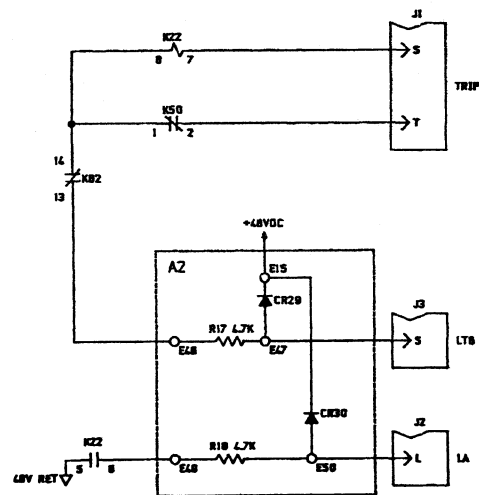 J1
K22
8 7
S
TRIP
K50
1 2
T
14
K82
13
+48VDC
A2
E15
CR29
J3
R17 4.7K
E46
E47
S
LTB
CR30
J2
K22
R18 4.7K
5 6
E48
E50
L
LA
48V RET